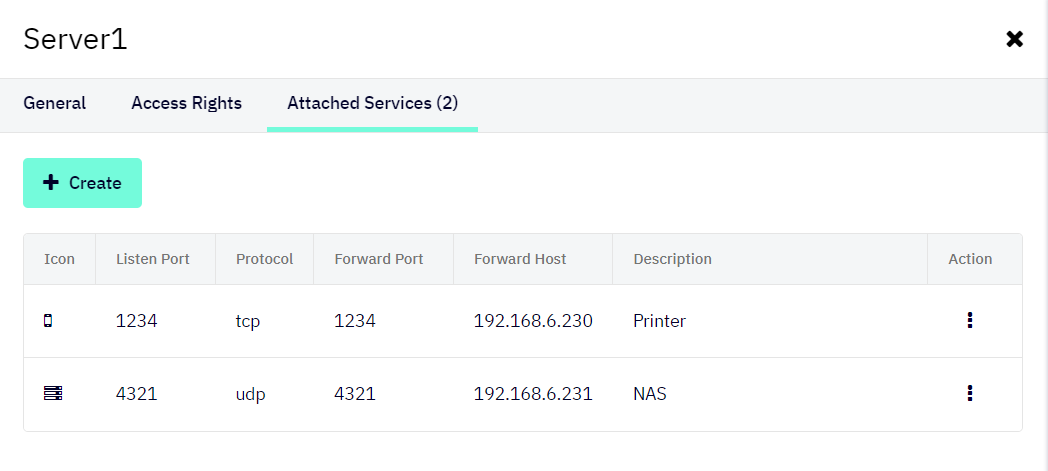 Server1
General Access Rights Attached Services (2)
Create
Icon Listen Port Protocol Forward Port Forward Host Description Action
1234 tcp 1234 192.168.6.230 Printer
4321 udp 4321 192.168.6.231 NAS